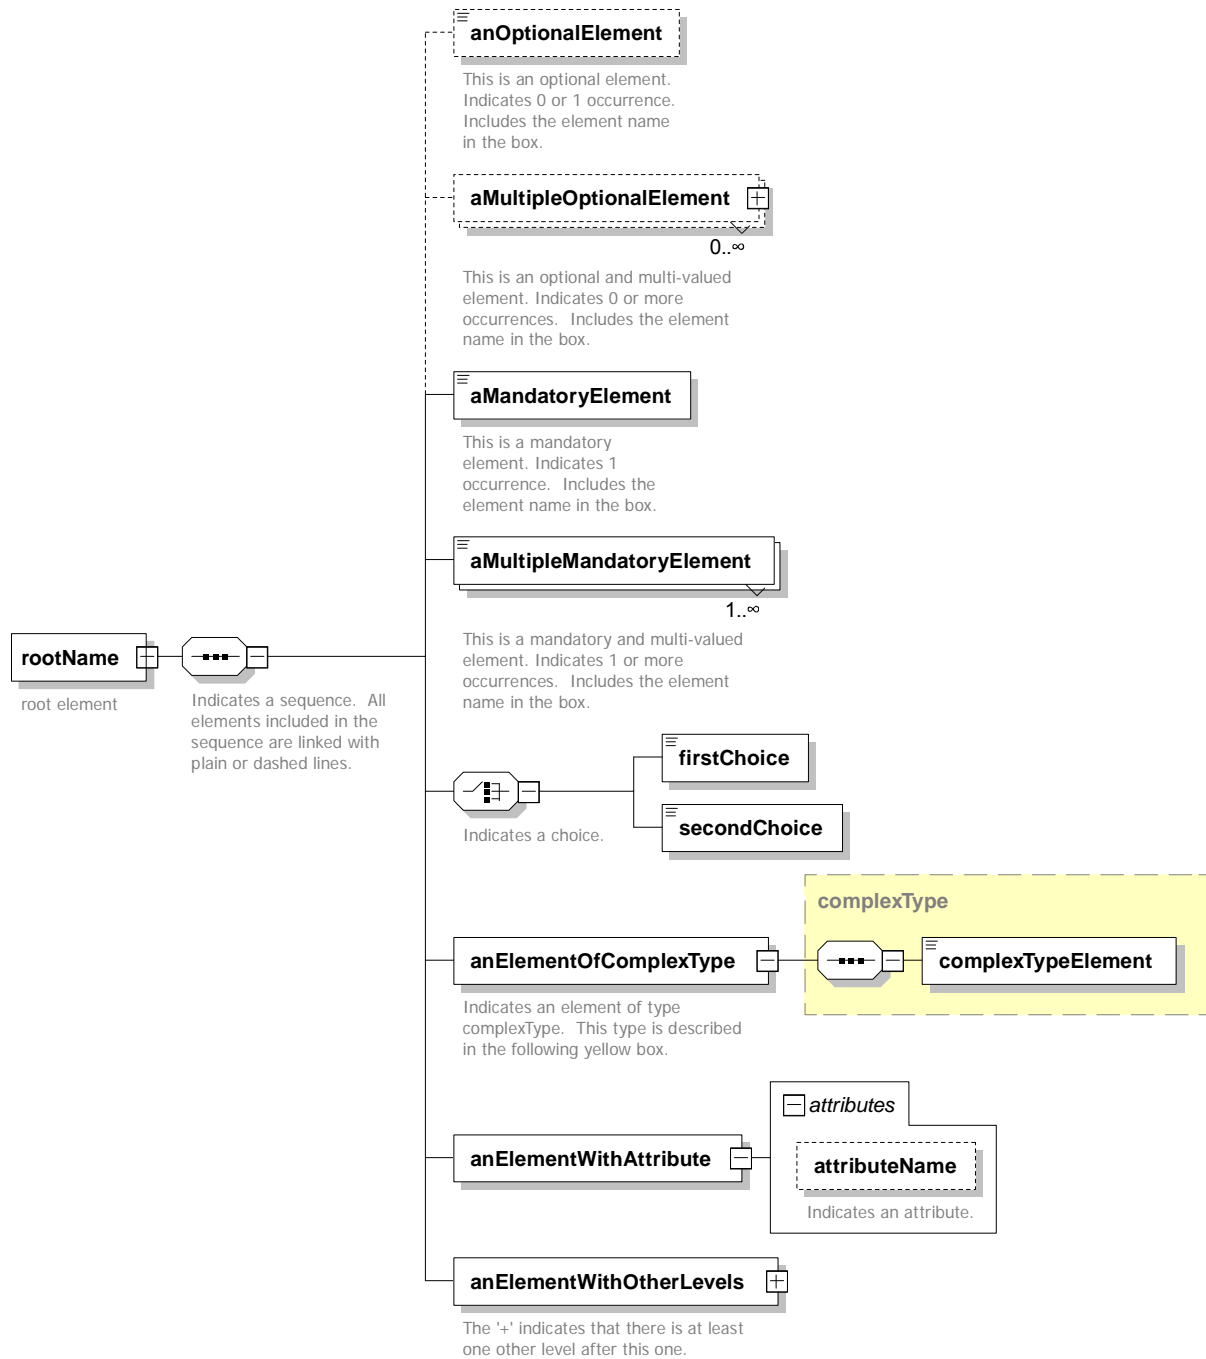 anOptionalElement
This is an optional element.
Indicates 0 or 1 occurrence.
Includes the element name
in the box.
aMultipleOptionalElement
0..∞
This is an optional and multi-valued
element. Indicates 0 or more
occurrences.  Includes the element
name in the box.
aMandatoryElement
This is a mandatory
element. Indicates 1
occurrence.  Includes the
element name in the box.
aMultipleMandatoryElement
1..∞
This is a mandatory and multi-valued
element. Indicates 1 or more
occurrences.  Includes the element
name in the box.
rootName
root element
Indicates a sequence.  All
elements included in the
sequence are linked with
plain or dashed lines.
firstChoice
secondChoice
Indicates a choice.
complexType
anElementOfComplexType
complexTypeElement
Indicates an element of type
complexType.  This type is described
in the following yellow box.
attributes
anElementWithAttribute
attributeName
Indicates an attribute.
anElementWithOtherLevels
The '+' indicates that there is at least
one other level after this one.